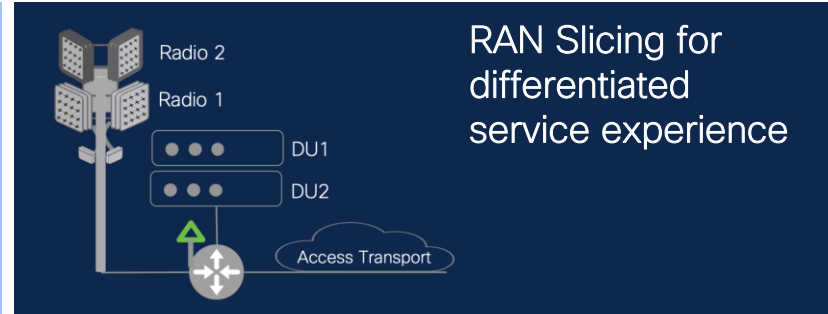 RAN Slicing for
differentiated
service experience
Radio 2
Radio 1
DU1
DU2
Access Transport